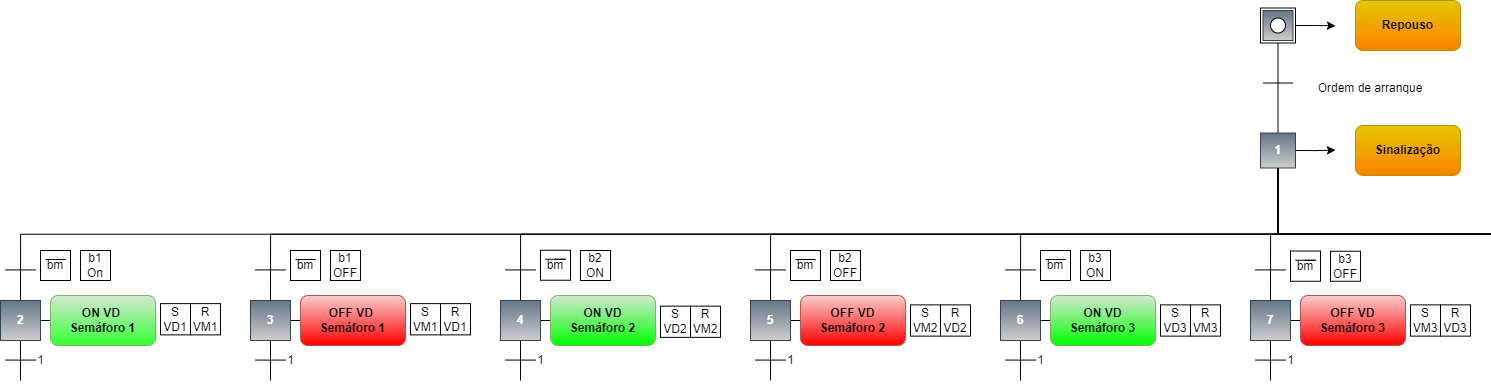 Repouso
Ordem de arranque
1
Sinalização
bm
b1
On
bm
b1
OFF
bm
b2
ON
bm
b2
OFF
bm
b3
ON
bm
b3
OFF
2
ON VD
Semáforo 1
S
VD1
R
VM1
3
OFF VD
Semáforo 1
S
VM1
R
VD1
4
ON VD
Semáforo 2
S
VD2
R
VM2
5
OFF VD
Semáforo 2
S
VM2
R
VD2
6
ON VD
Semáforo 3
S
VD3
R
VM3
7
OFF VD
Semáforo 3
S
VM3
R
VD3
1
1
1
1
1
1